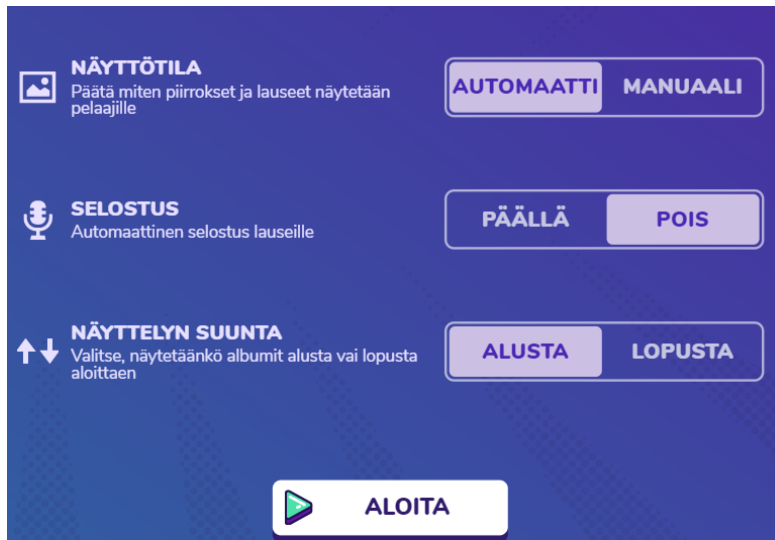 NÄYTTÖTILA
Päätä miten piirrokset ja lauseet näytetään
pelaajille
AUTOMAATTI MANUAALI
SELOSTUS
Automaattinen selostus lauseille
PÄÄLLÄ POIS
NÄYTTELYN SUUNTA
Valitse, näytetäänkö albumit alusta vai lopusta
aloittaen
ALUSTA LOPUSTA
ALOITA